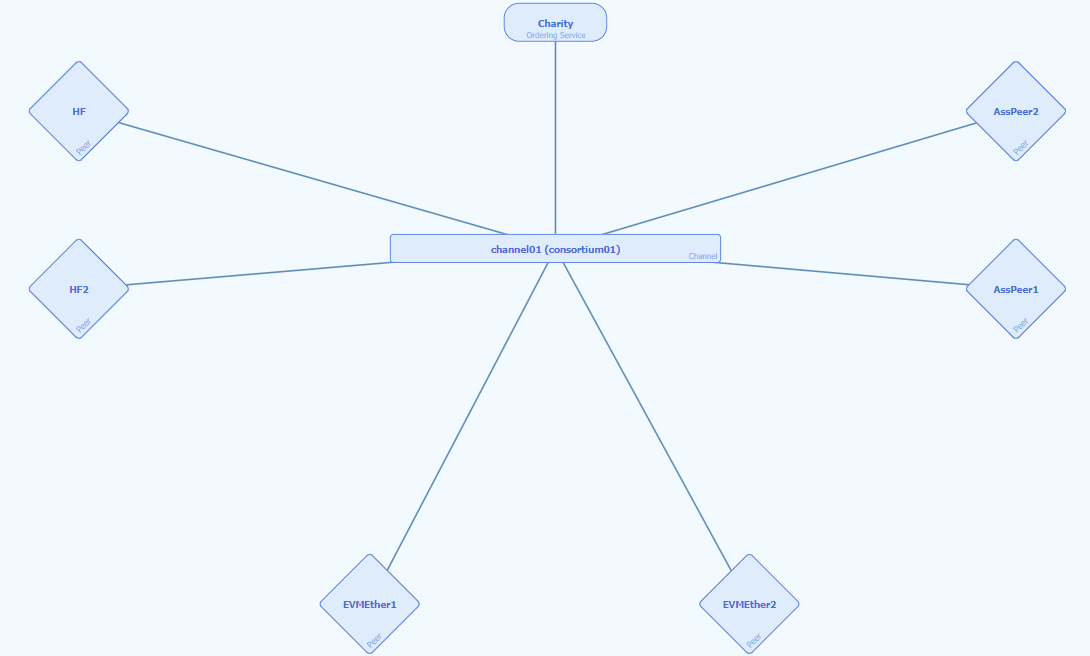 Charity
Ordering Service
HF
Peer
AssPeer2
Peer
channel01 (consortium01)
Channel
HF2
Peer
AssPeer1
Peer
EVMEther1
Peer
EVMEther2
Peer